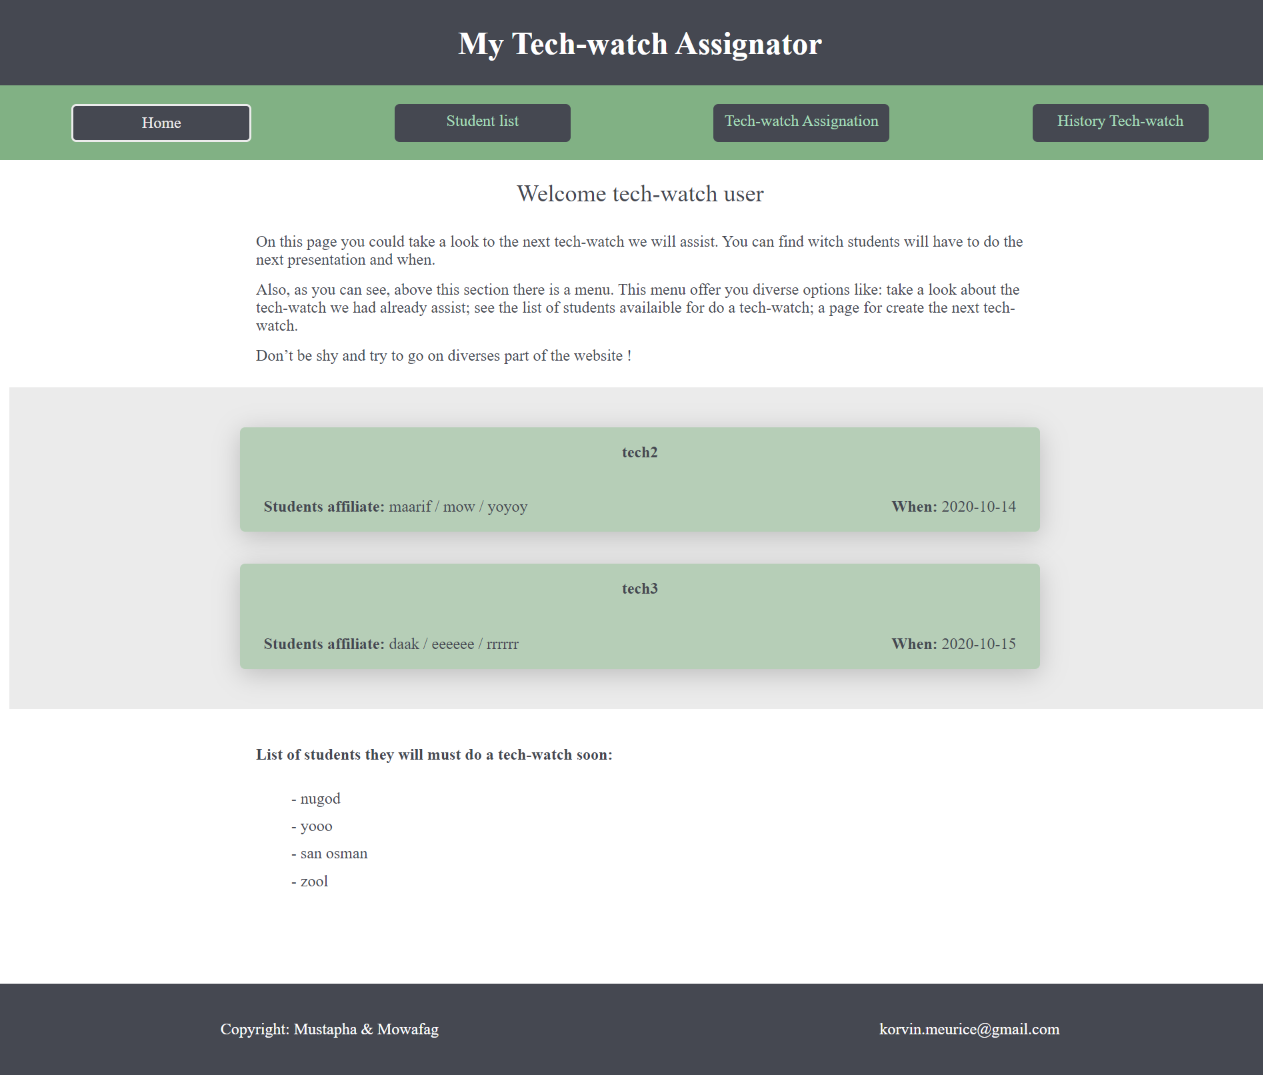 My Tech-watch Assignator
Home
Student list
Tech-watch Assignation
History Tech-watch
Welcome tech-watch user
On this page you could take a look to the next tech-watch we will assist. You can find witch students will have to do the
next presentation and when.
Also, as you can see, above this section there is a menu. This menu offer you diverse options like: take a look about the
tech-watch we had already assist; see the list of students availaible for do a tech-watch; a page for create the next tech-
watch.
Don’t be shy and try to go on diverses part of the website !
tech2
Students affiliate: maarif / mow / yoyoy
When: 2020-10-14
tech3
Students affiliate: daak / eeeeee / rrrrrr
When: 2020-10-15
List of students they will must do a tech-watch soon:
- nugod
- yooo
- san osman
- zool
Copyright: Mustapha & Mowafag
korvin.meurice@gmail.com